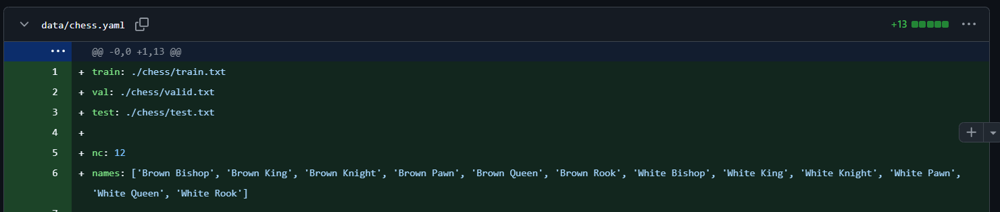 data/chess.yaml +13
@@ -0,0 +1,13 @@
1 + train: ./chess/train.txt
2 + val: ./chess/valid.txt
3 + test: ./chess/test.txt
4 +
5 + nc: 12
6 + names: ['Brown Bishop', 'Brown King', 'Brown Knight', 'Brown Pawn', 'Brown Queen', 'Brown Rook', 'White Bishop', 'White King', 'White Knight', 'White Pawn',
'White Queen', 'White Rook']